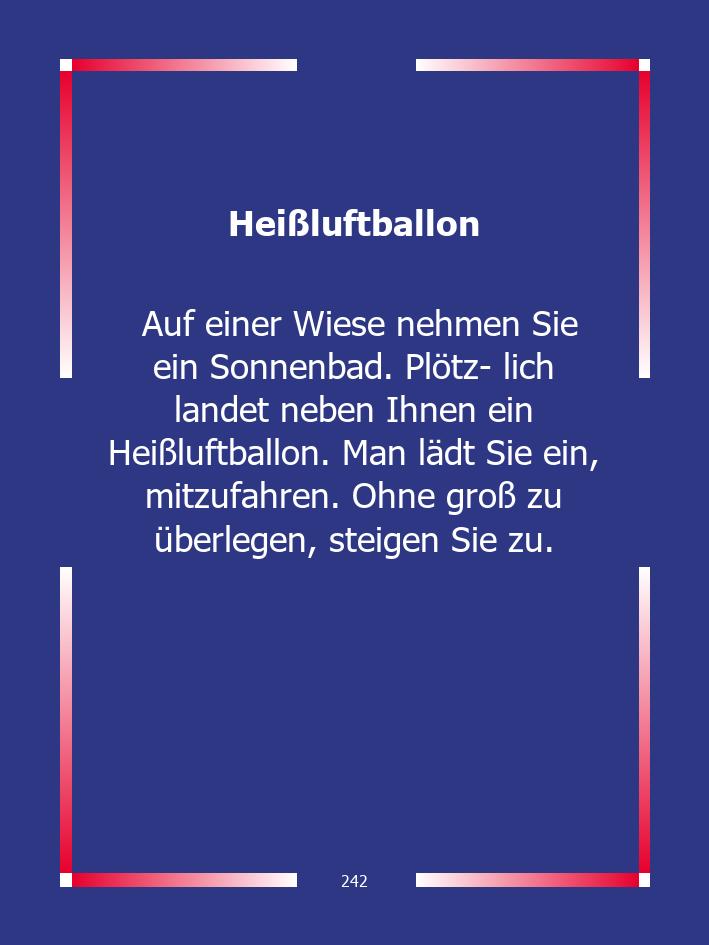 Heißluftballon
Auf einer Wiese nehmen Sie
ein Sonnenbad. Plötz- lich
landet neben Ihnen ein
Heißluftballon. Man lädt Sie ein,
mitzufahren. Ohne groß zu
überlegen, steigen Sie zu.
242